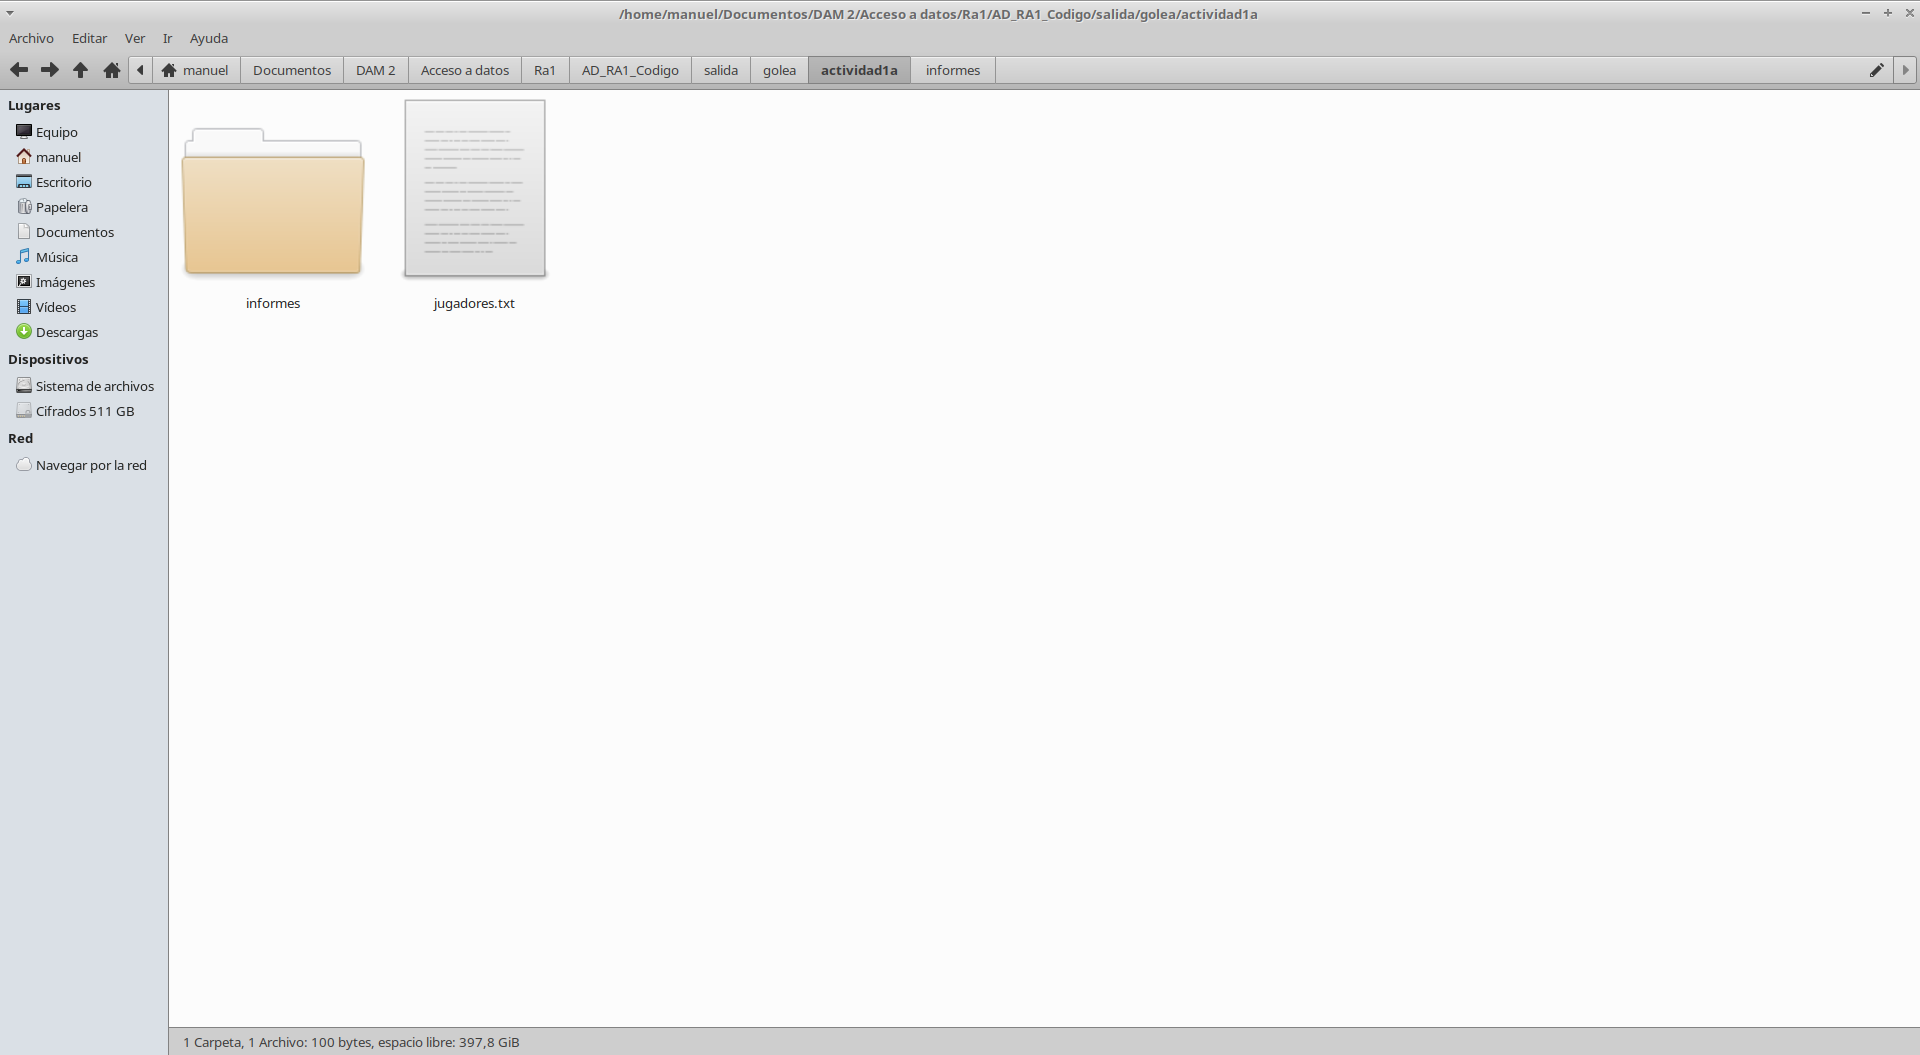 /home/manuel/Documentos/DAM 2/Acceso a datos/Ra1/AD_RA1_Codigo/salida/golea/actividad1a
Archivo Editar Ver Ir Ayuda
manuel Documentos DAM 2 Acceso a datos Ra1 AD_RA1_Codigo salida golea actividad1a informes
Lugares
Equipo
manuel
Escritorio
Papelera
Documentos
Música
Imágenes
Vídeos
Descargas
Dispositivos
Sistema de archivos
Cifrados 511 GB
Red
Navegar por la red
informes jugadores.txt
1 Carpeta, 1 Archivo: 100 bytes, espacio libre: 397,8 GiB